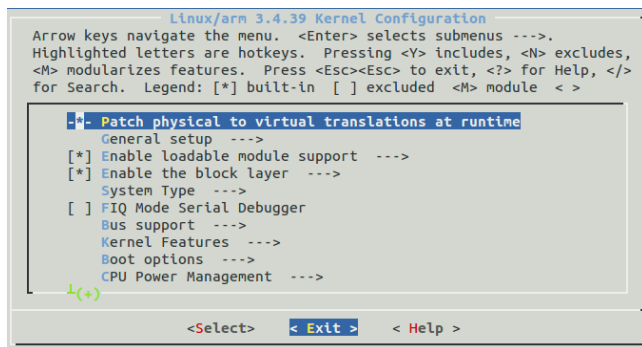 Linux/arm 3.4.39 Kernel Configuration
Arrow keys navigate the menu.  <Enter> selects submenus --->.
Highlighted letters are hotkeys.  Pressing <Y> includes, <N> excludes,
<M> modularizes features.  Press <Esc><Esc> to exit, <?> for Help, </>
for Search.  Legend: [*] built-in  [ ] excluded  <M> module  < >
-*- Patch physical to virtual translations at runtime
General setup  --->
[*] Enable loadable module support  --->
[*] Enable the block layer  --->
System Type  --->
[ ] FIQ Mode Serial Debugger
Bus support  --->
Kernel Features  --->
Boot options  --->
CPU Power Management  --->
┴(+)
<Select>    < Exit >    < Help >